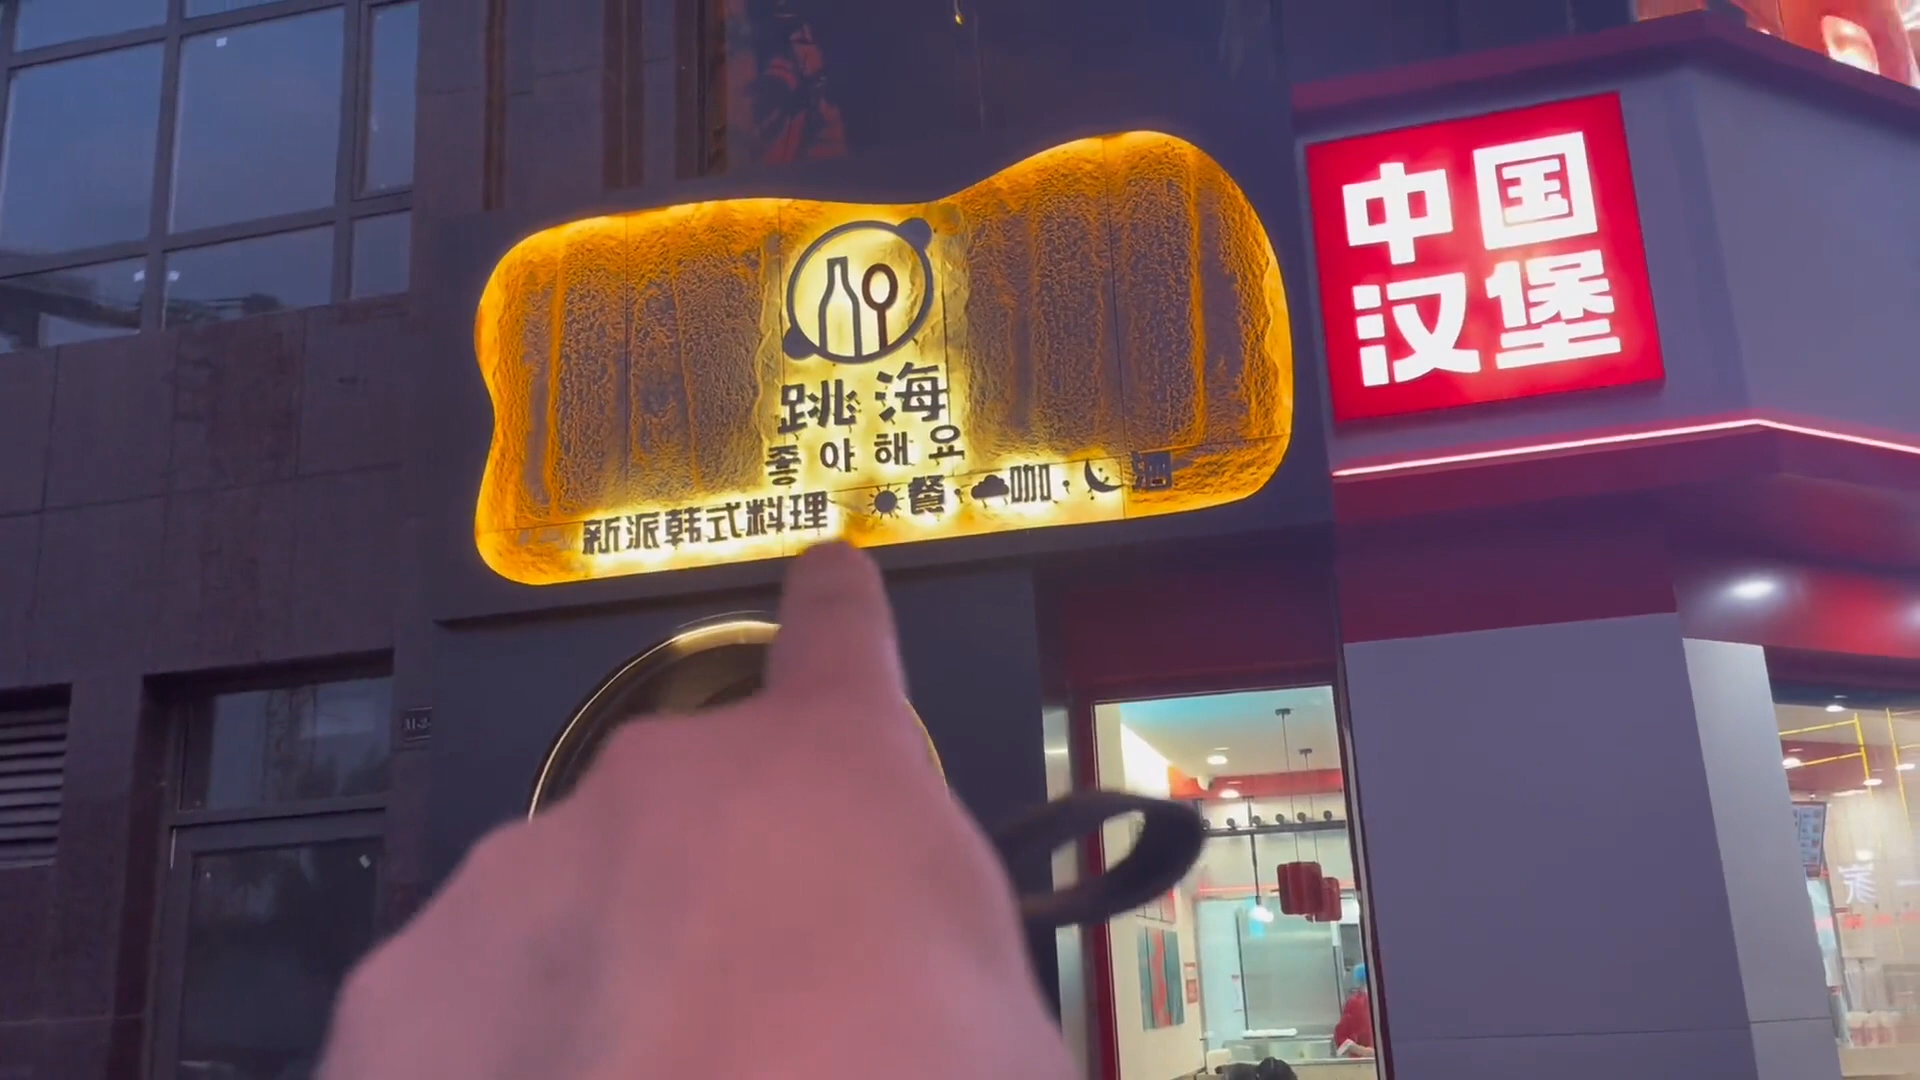 跳海
좋아해요
新派韩式料理 餐·咖·酒
中国
汉堡